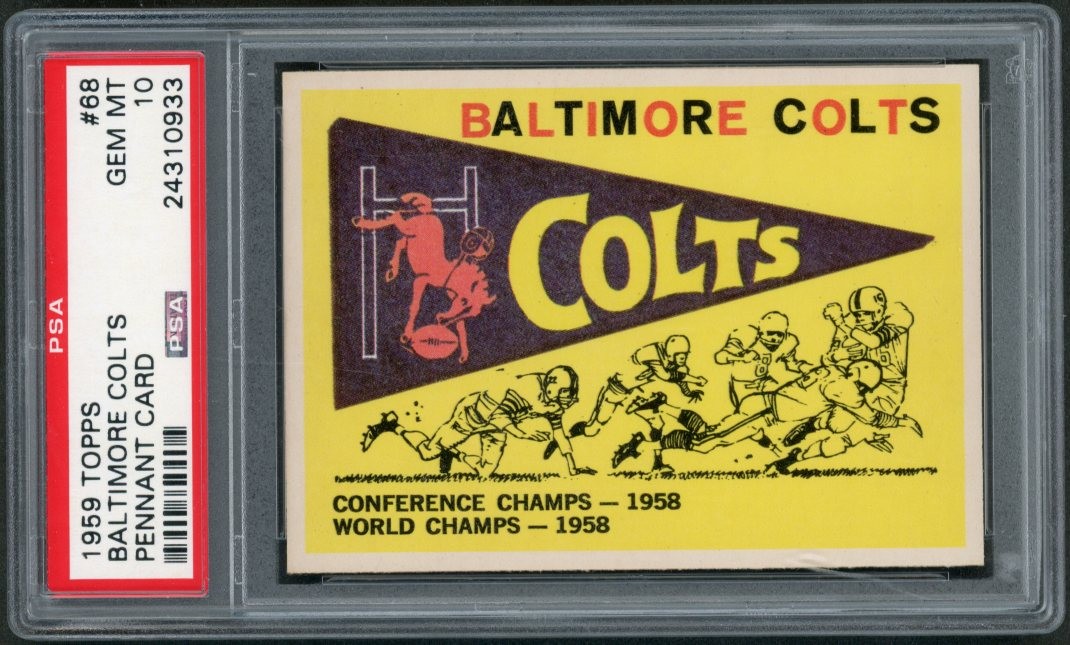 1959 TOPPS #68
BALTIMORE COLTS GEM MT
PENNANT CARD 10
24310933
PSA
PSA
BALTIMORE COLTS
COLTS
CONFERENCE CHAMPS — 1958
WORLD CHAMPS — 1958